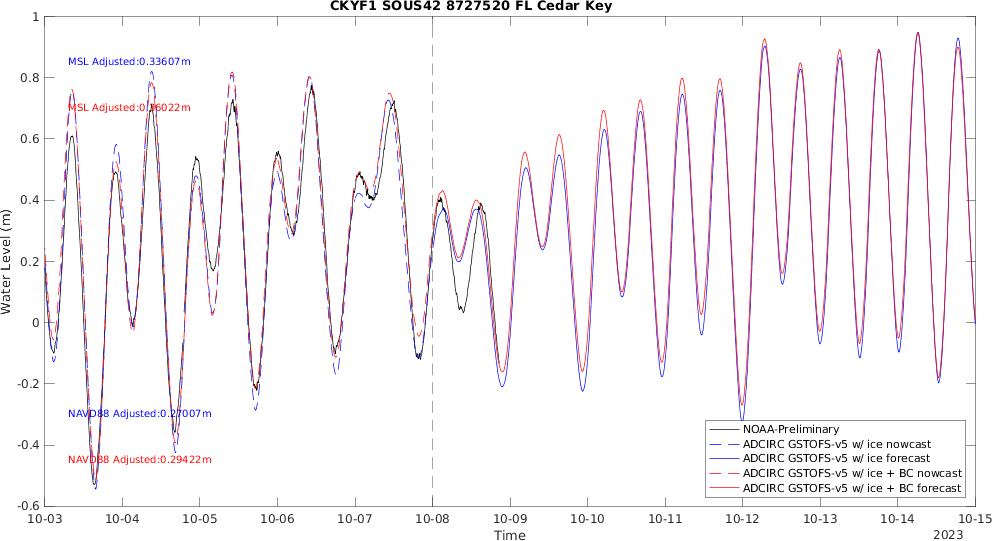 CKYF1 SOUS42 8727520 FL Cedar Key
Water Level (m)
1
0.8
0.6
0.4
0.2
0
-0.2
-0.4
-0.6
MSL Adjusted:0.33607m
MSL Adjusted:0.36022m
NAVD88 Adjusted:0.27007m
NAVD88 Adjusted:0.29422m
NOAA-Preliminary
ADCIRC GSTOFS-v5 w/ ice nowcast
ADCIRC GSTOFS-v5 w/ ice forecast
ADCIRC GSTOFS-v5 w/ ice + BC nowcast
ADCIRC GSTOFS-v5 w/ ice + BC forecast
10-03 10-04 10-05 10-06 10-07 10-08 10-09 10-10 10-11 10-12 10-13 10-14 10-15
Time
2023